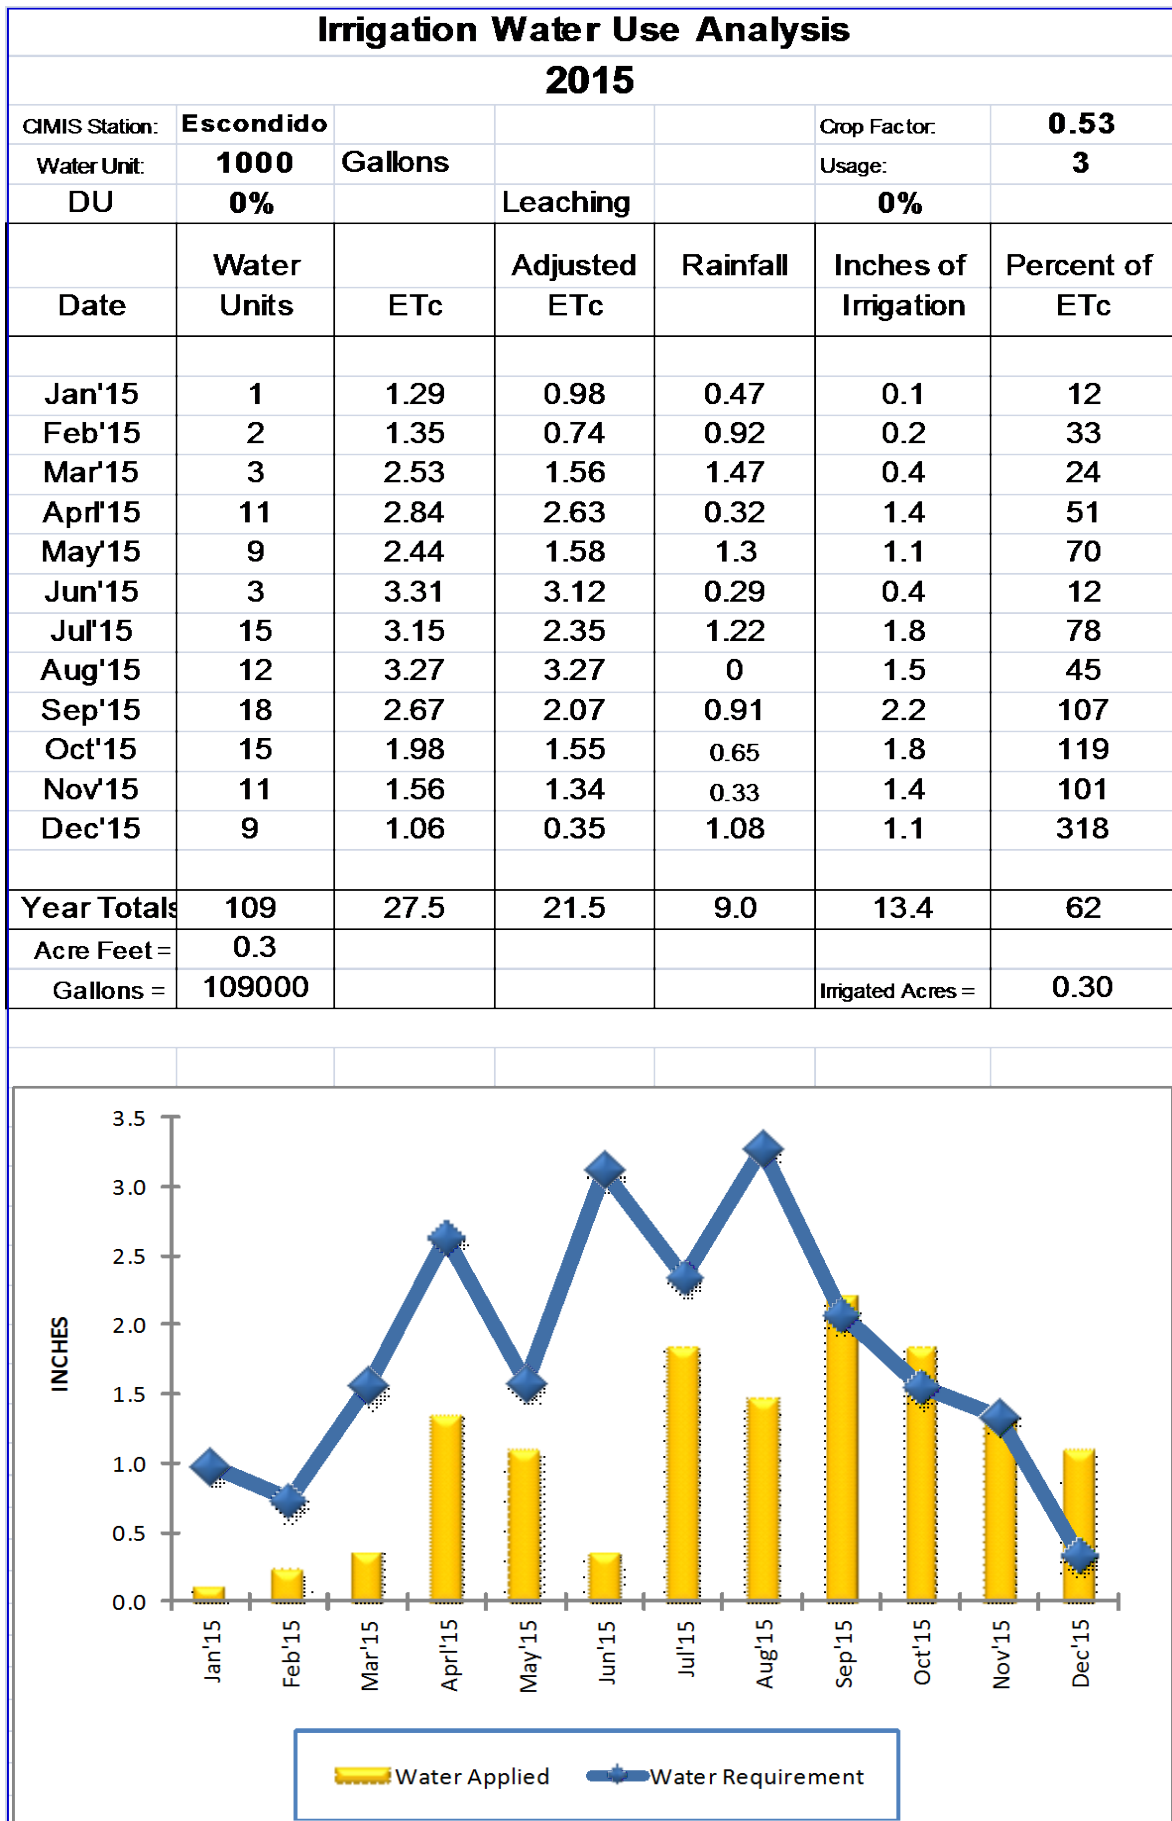 Irrigation Water Use Analysis
2015
CIMIS Station: Escondido Crop Factor: 0.53
Water Unit: 1000 Gallons Usage: 3
DU 0% Leaching 0%
Water Adjusted Rainfall Inches of Percent of
Date Units ETc ETc Irrigation ETc
Jan'15 1 1.29 0.98 0.47 0.1 12
Feb'15 2 1.35 0.74 0.92 0.2 33
Mar'15 3 2.53 1.56 1.47 0.4 24
Aprl'15 11 2.84 2.63 0.32 1.4 51
May'15 9 2.44 1.58 1.3 1.1 70
Jun'15 3 3.31 3.12 0.29 0.4 12
Jul'15 15 3.15 2.35 1.22 1.8 78
Aug'15 12 3.27 3.27 0 1.5 45
Sep'15 18 2.67 2.07 0.91 2.2 107
Oct'15 15 1.98 1.55 0.65 1.8 119
Nov'15 11 1.56 1.34 0.33 1.4 101
Dec'15 9 1.06 0.35 1.08 1.1 318
Year Totals 109 27.5 21.5 9.0 13.4 62
Acre Feet = 0.3
Gallons = 109000 Irrigated Acres = 0.30
3.5
3.0
2.5
2.0
1.5
1.0
0.5
0.0
INCHES
Jan'15 Feb'15 Mar'15 Aprl'15 May'15 Jun'15 Jul'15 Aug'15 Sep'15 Oct'15 Nov'15 Dec'15
Water Applied Water Requirement